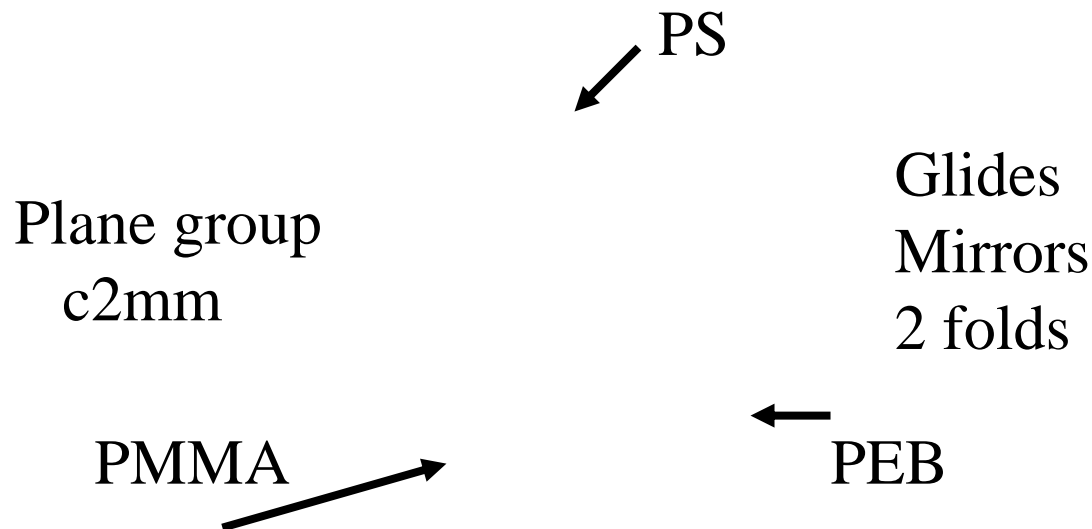 PS
Plane group
c2mm
Glides
Mirrors
2 folds
PMMA
PEB